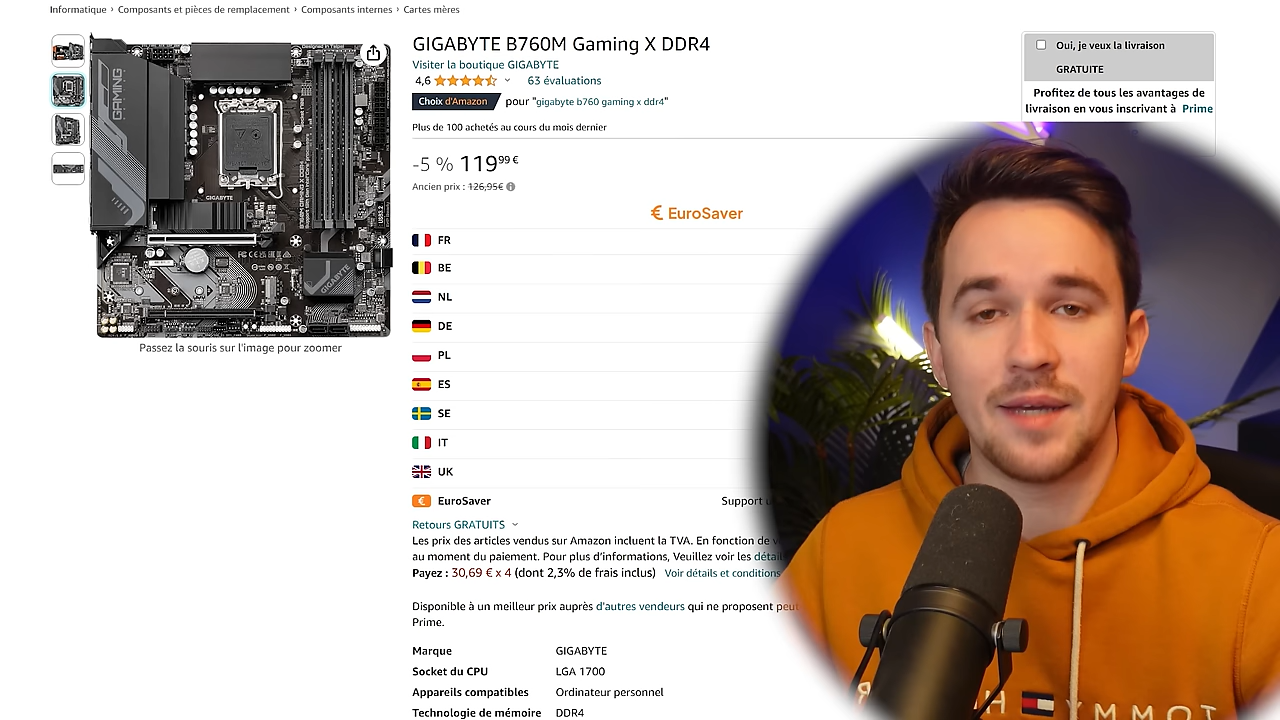 Informatique › Composants et pièces de remplacement › Composants internes › Cartes mères
GIGABYTE B760M Gaming X DDR4
Visiter la boutique GIGABYTE
4,6 63 évaluations
Choix d'Amazon pour "gigabyte b760 gaming x ddr4"
Plus de 100 achetés au cours du mois dernier
-5 % 119,99 €
Ancien prix : 126,95€
€ EuroSaver
FR
BE
NL
DE
PL
ES
SE
IT
UK
€ EuroSaver Support
Retours GRATUITS
Les prix des articles vendus sur Amazon incluent la TVA. En fonction de
au moment du paiement. Pour plus d'informations, Veuillez voir les détai
Payez : 30,69 € x 4 (dont 2,3% de frais inclus) Voir détails et conditions
Disponible à un meilleur prix auprès d'autres vendeurs qui ne proposent peu
Prime.
Marque GIGABYTE
Socket du CPU LGA 1700
Appareils compatibles Ordinateur personnel
Technologie de mémoire DDR4
GAMING
GIGABYTE
GIGABYTE
Passez la souris sur l'image pour zoomer
Oui, je veux la livraison
GRATUITE
Profitez de tous les avantages de
livraison en vous inscrivant à Prime